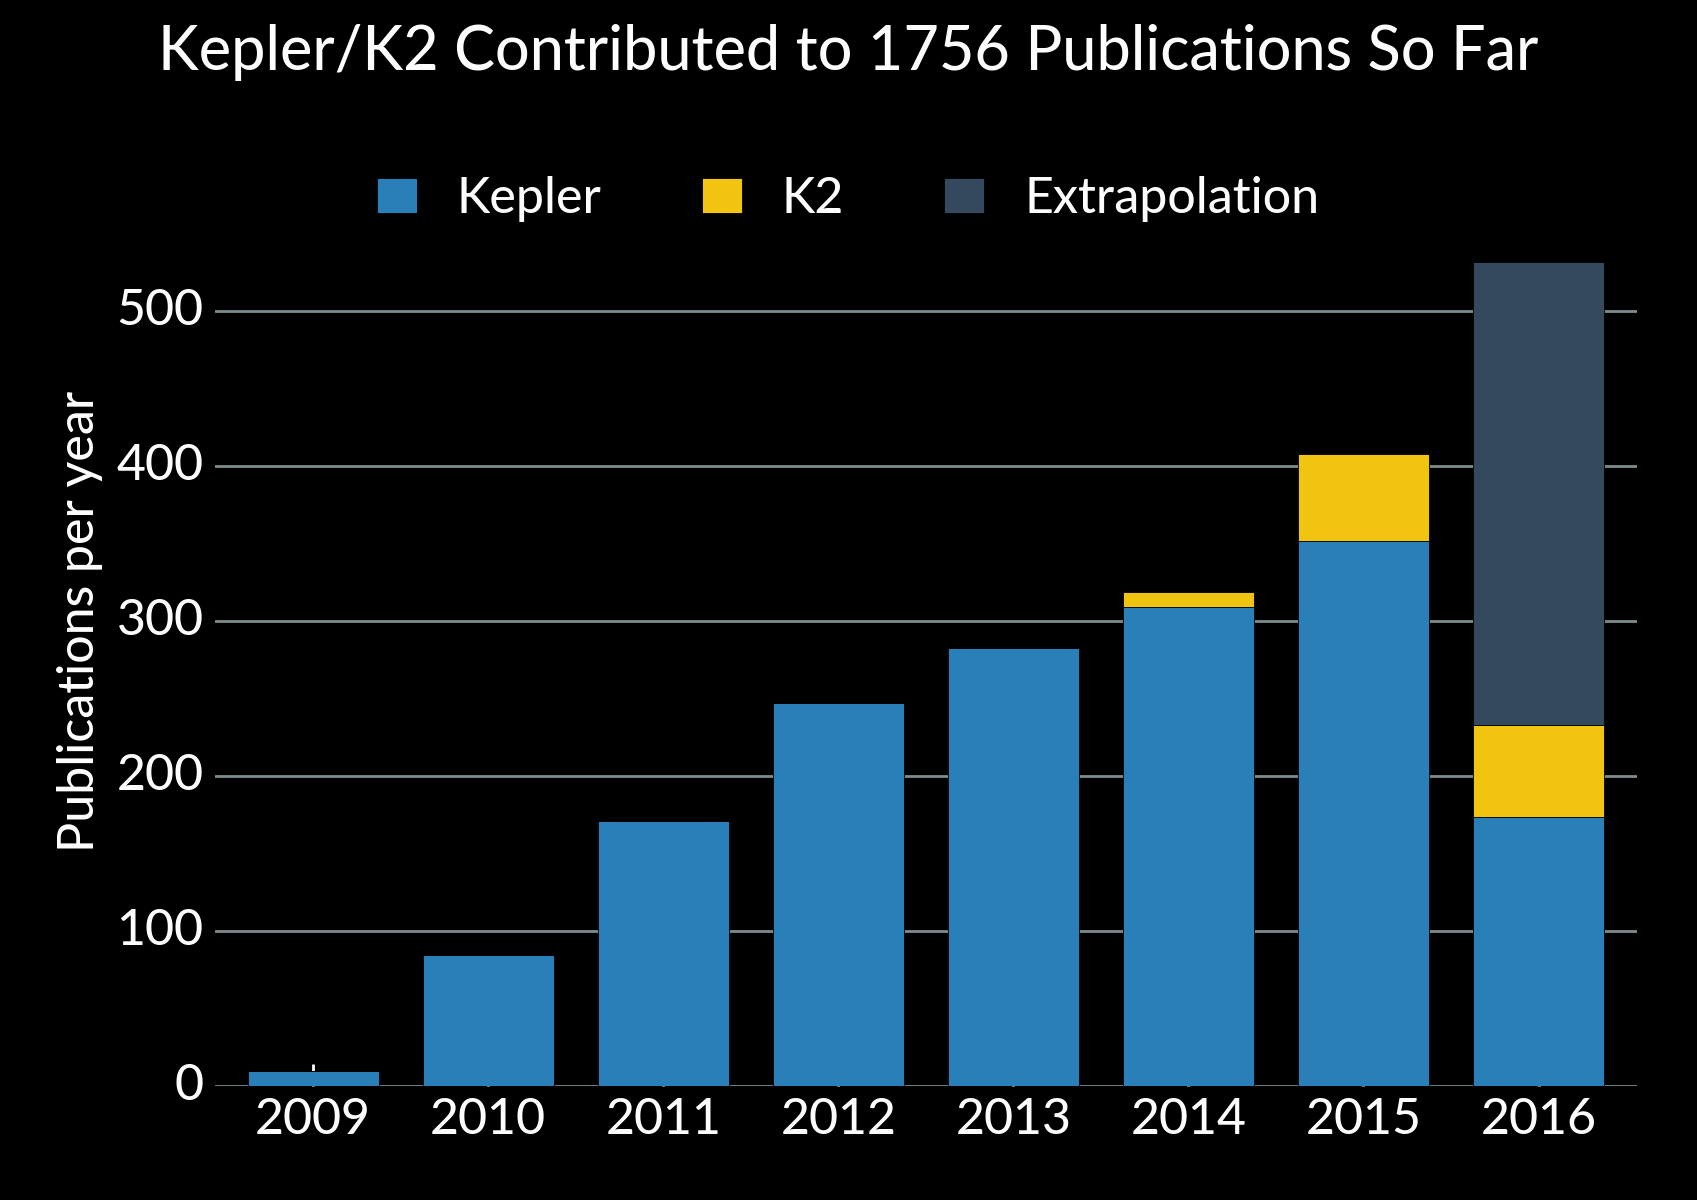 Kepler/K2 Contributed to 1756 Publications So Far
Kepler K2 Extrapolation
Publications per year
500
400
300
200
100
0
2009 2010 2011 2012 2013 2014 2015 2016